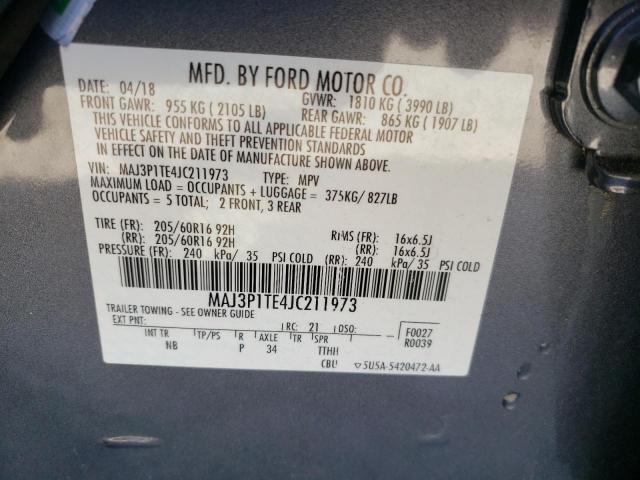 MFD. BY FORD MOTOR CO.
DATE: 04/18 GVWR: 1810 KG ( 3990 LB)
FRONT GAWR: 955 KG ( 2105 LB) REAR GAWR: 865 KG ( 1907 LB)
THIS VEHICLE CONFORMS TO ALL APPLICABLE FEDERAL MOTOR
VEHICLE SAFETY AND THEFT PREVENTION STANDARDS
IN EFFECT ON THE DATE OF MANUFACTURE SHOWN ABOVE.
VIN: MAJ3P1TE4JC211973 TYPE: MPV
MAXIMUM LOAD = OCCUPANTS + LUGGAGE = 375KG/ 827LB
OCCUPANTS = 5 TOTAL; 2 FRONT, 3 REAR
TIRE (FR): 205/60R16 92H RIMS (FR): 16x6.5J
(RR): 205/60R16 92H (RR): 16x6.5J
PRESSURE (FR): 240 kPa/ 35 PSI COLD (RR): 240 kPa/ 35 PSI COLD
MAJ3P1TE4JC211973
TRAILER TOWING - SEE OWNER GUIDE
EXT PNT: RC: 21 DSO: F0027
INT TR TP/PS R AXLE TR SPR R0039
NB P 34 TTHH
CBU 5U5A-5420472-AA